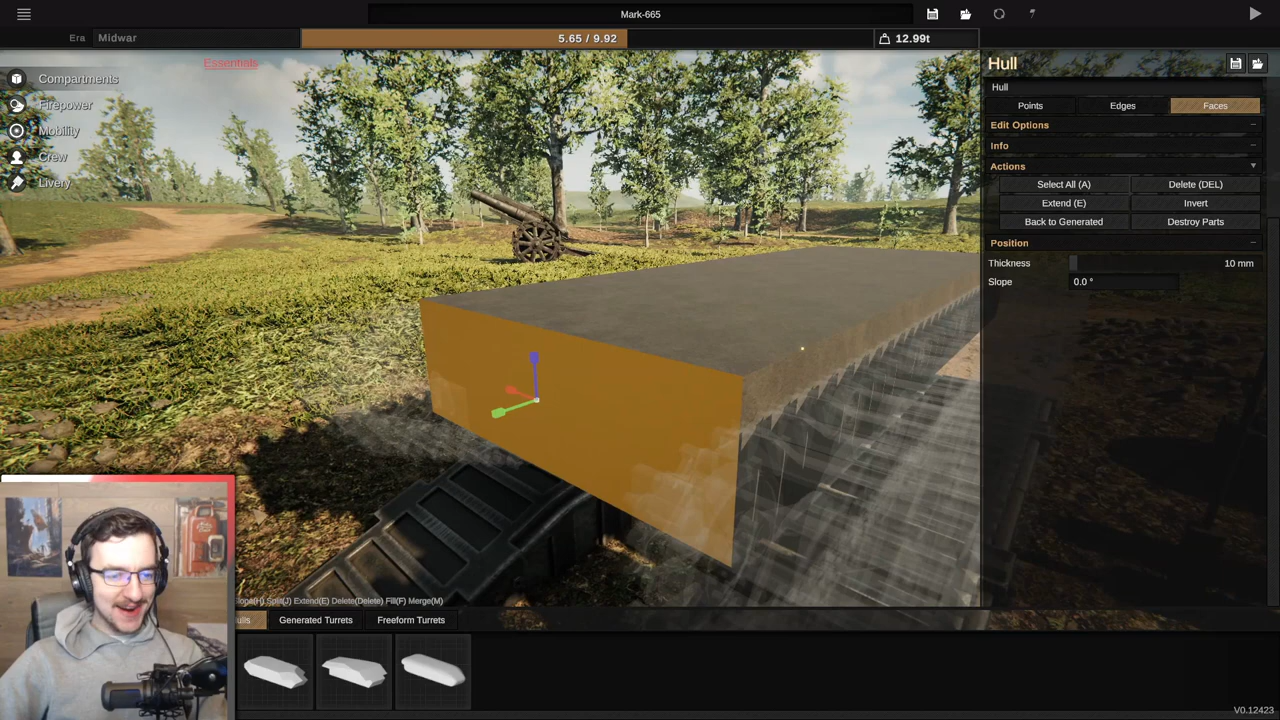 Mark-665
Era Midwar
5.65 / 9.92
12.99t
Essentials
Compartments
Firepower
Mobility
Crew
Livery
Hull
Hull
Points Edges Faces
Edit Options
Info
Actions
Select All (A) Delete (DEL)
Extend (E) Invert
Back to Generated Destroy Parts
Position
Thickness 10 mm
Slope 0.0 °
Split(J) Extend(E) Delete(Delete) Fill(F) Merge(M)
Generated Turrets Freeform Turrets
V0.12423